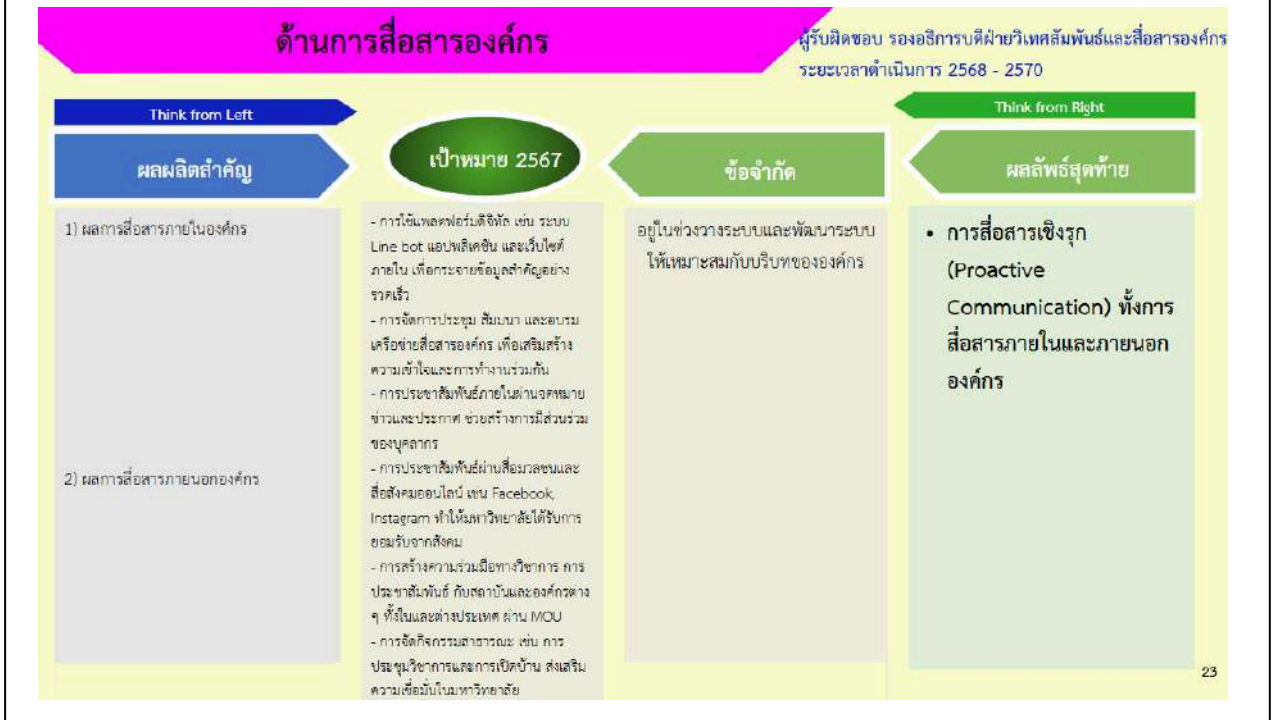 ด้านการสื่อสารองค์กร
ผู้รับผิดชอบ รองอธิการบดีฝ่ายวิเทศสัมพันธ์และสื่อสารองค์กร
ระยะเวลาดำเนินการ 2568 - 2570
Think from Left
Think from Right
ผลผลิตสำคัญ
เป้าหมาย 2567
ข้อจำกัด
ผลลัพธ์สุดท้าย
1) ผลการสื่อสารภายในองค์กร
2) ผลการสื่อสารภายนอกองค์กร
- การใช้แพลตฟอร์มดิจิทัล เช่น ระบบ
Line bot แอปพลิเคชัน และเว็บไซต์
ภายใน เพื่อกระจายข้อมูลสำคัญอย่าง
รวดเร็ว
- การจัดการประชุม สัมมนา และอบรม
เครือข่ายสื่อสารองค์กร เพื่อเสริมสร้าง
ความเข้าใจและการทำงานร่วมกัน
- การประชาสัมพันธ์ภายในผ่านจดหมาย
ข่าวและประกาศ ช่วยสร้างการมีส่วนร่วม
ของบุคลากร
- การประชาสัมพันธ์ผ่านสื่อมวลชนและ
สื่อสังคมออนไลน์ เช่น Facebook,
Instagram ทำให้มหาวิทยาลัยได้รับการ
ยอมรับจากสังคม
- การสร้างความร่วมมือทางวิชาการ การ
ประชาสัมพันธ์ กับสถาบันและองค์กรต่าง
ๆ ทั้งในและต่างประเทศ ผ่าน MOU
- การจัดกิจกรรมสาธารณะ เช่น การ
ประชุมวิชาการและการเปิดบ้าน ส่งเสริม
ความเชื่อมั่นในมหาวิทยาลัย
อยู่ในช่วงวางระบบและพัฒนาระบบ
ให้เหมาะสมกับบริบทขององค์กร
• การสื่อสารเชิงรุก
(Proactive
Communication) ทั้งการ
สื่อสารภายในและภายนอก
องค์กร
23